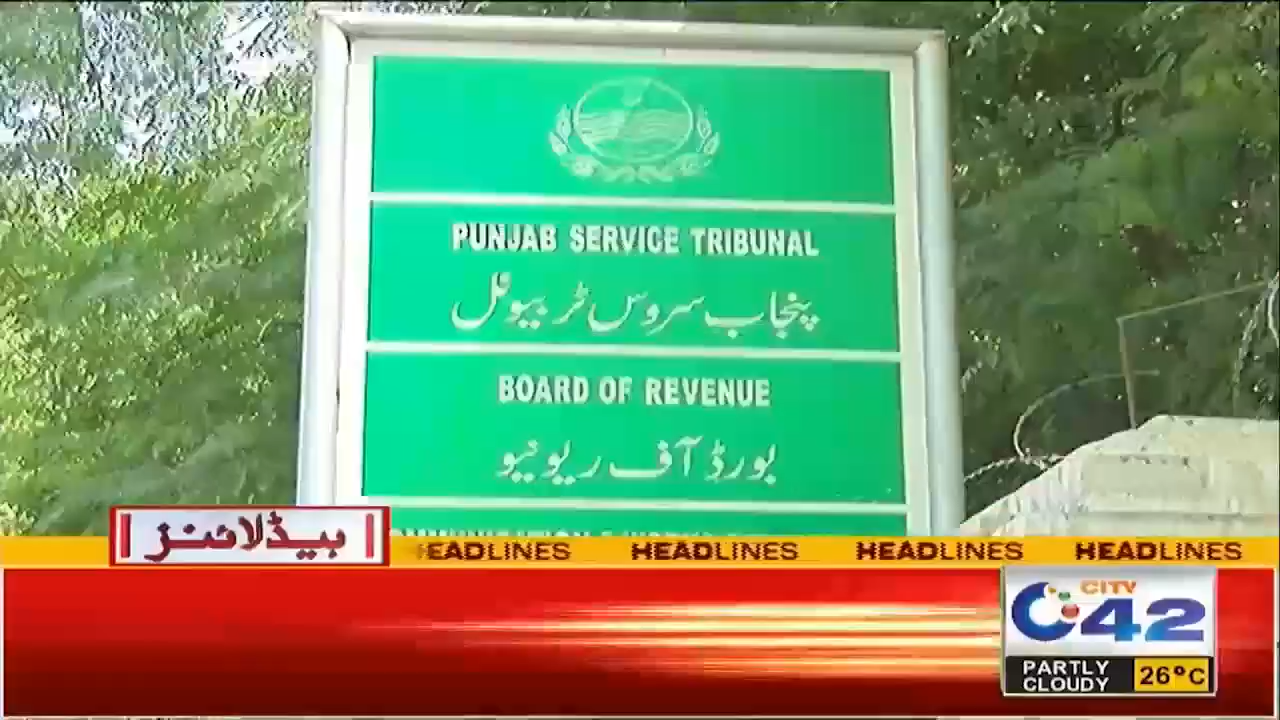 PUNJAB SERVICE TRIBUNAL
پنجاب سروس ٹربیونل
BOARD OF REVENUE
بورڈ آف ریونیو
ہیڈلائنز
HEADLINES HEADLINES HEADLINES HEADLINES
CITY
42
PARTLY CLOUDY 26°C